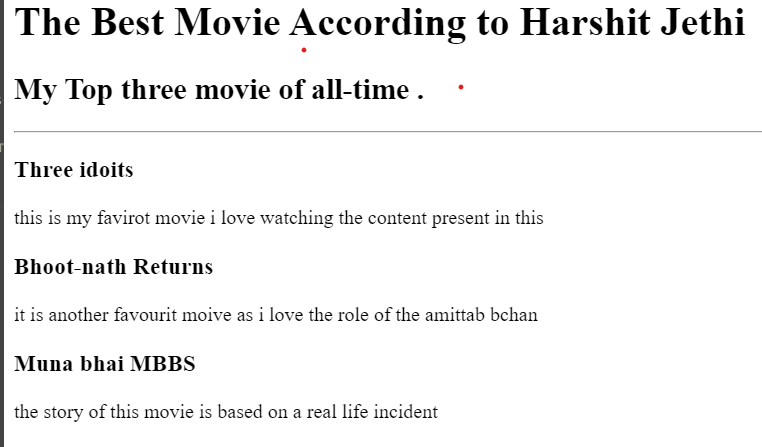 The Best Movie According to Harshit Jethi
My Top three movie of all-time .
Three idoits
this is my favirot movie i love watching the content present in this
Bhoot-nath Returns
it is another favourit moive as i love the role of the amittab bchan
Muna bhai MBBS
the story of this movie is based on a real life incident